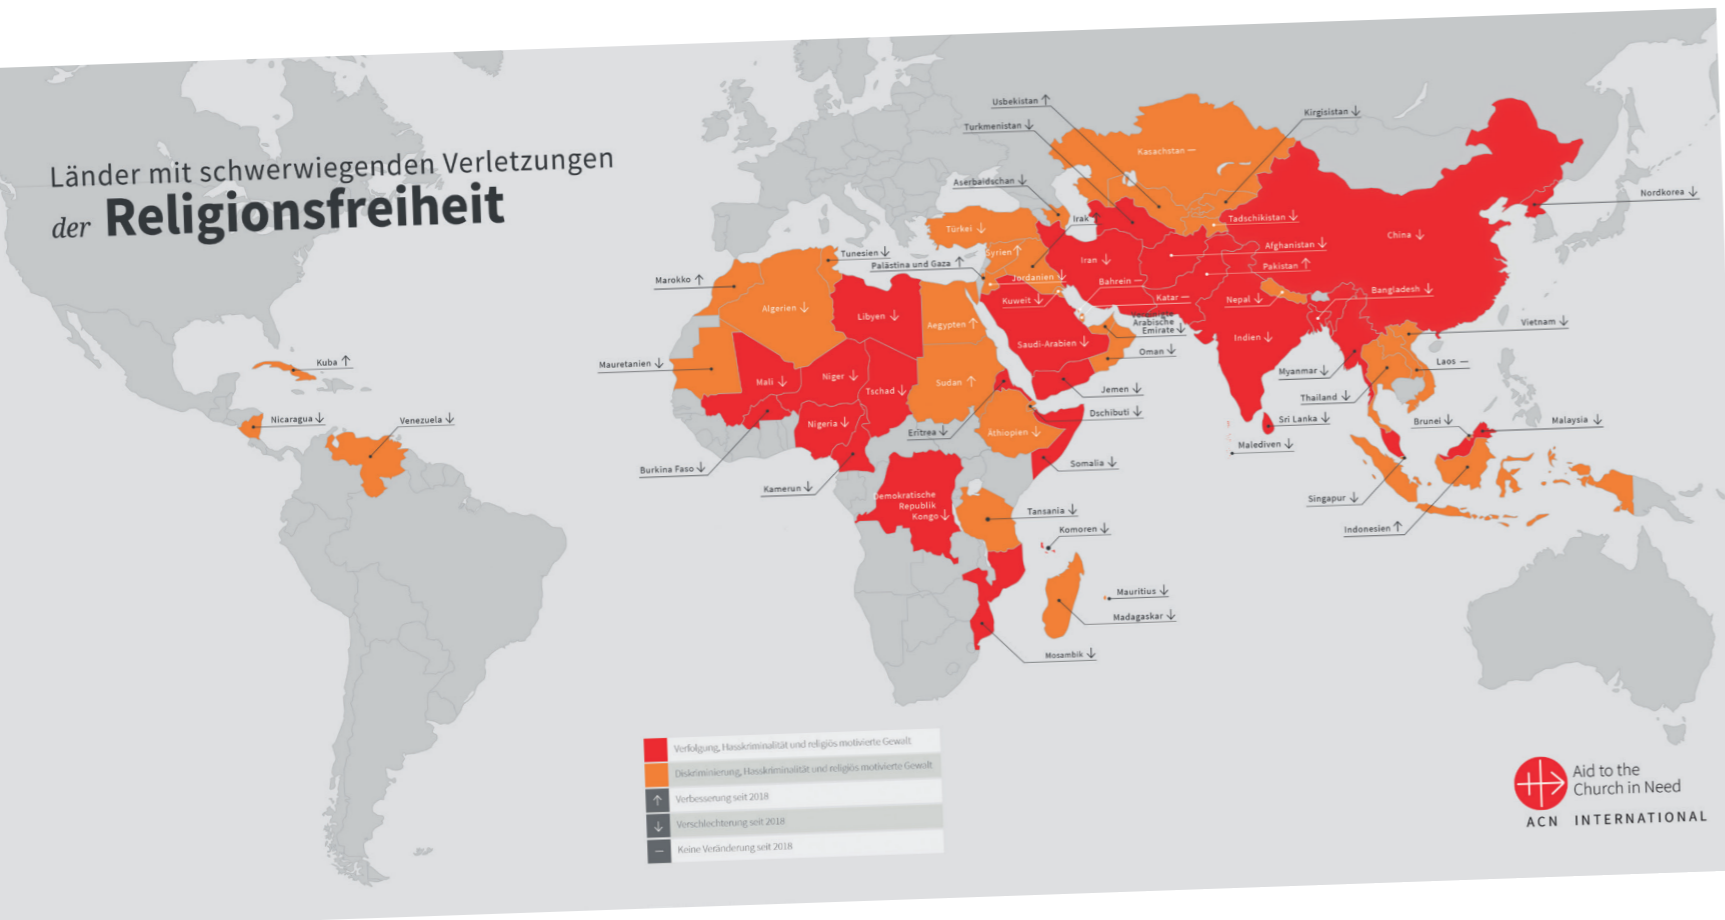 Länder mit schwerwiegenden Verletzungen
der Religionsfreiheit
Usbekistan ↑
Kirgisistan ↓
Turkmenistan ↓
Kasachstan —
Aserbaidschan ↓
Nordkorea ↓
Irak ↑
Tadschikistan ↓
Türkei ↓
China ↓
Syrien ↑
Afghanistan ↓
Tunesien ↓
Palästina und Gaza ↑
Iran ↓
Pakistan ↑
Marokko ↑
Jordanien ↓
Bahrein —
Bangladesh ↓
Kuweit ↓
Katar —
Nepal ↓
Algerien ↓
Libyen ↓
Aegypten ↑
Arabische
Emirate ↓
Vietnam ↓
Saudi-Arabien ↓
Indien ↓
Oman ↓
Kuba ↑
Mauretanien ↓
Laos —
Myanmar ↓
Mali ↓
Niger ↓
Tschad ↓
Sudan ↑
Jemen ↓
Thailand ↓
Nicaragua ↓
Venezuela ↓
Nigeria ↓
Eritrea ↓
Äthiopien ↓
Dschibuti ↓
Sri Lanka ↓
Brunei ↓
Malaysia ↓
Malediven ↓
Burkina Faso ↓
Kamerun ↓
Somalia ↓
Demokratische
Republik
Kongo ↓
Singapur ↓
Tansania ↓
Komoren ↓
Indonesien ↑
Mauritius ↓
Madagaskar ↓
Mosambik ↓
Verfolgung, Hasskriminalität und religiös motivierte Gewalt
Diskriminierung, Hasskriminalität und religiös motivierte Gewalt
↑ Verbesserung seit 2018
↓ Verschlechterung seit 2018
— Keine Veränderung seit 2018
Aid to the
Church in Need
ACN INTERNATIONAL